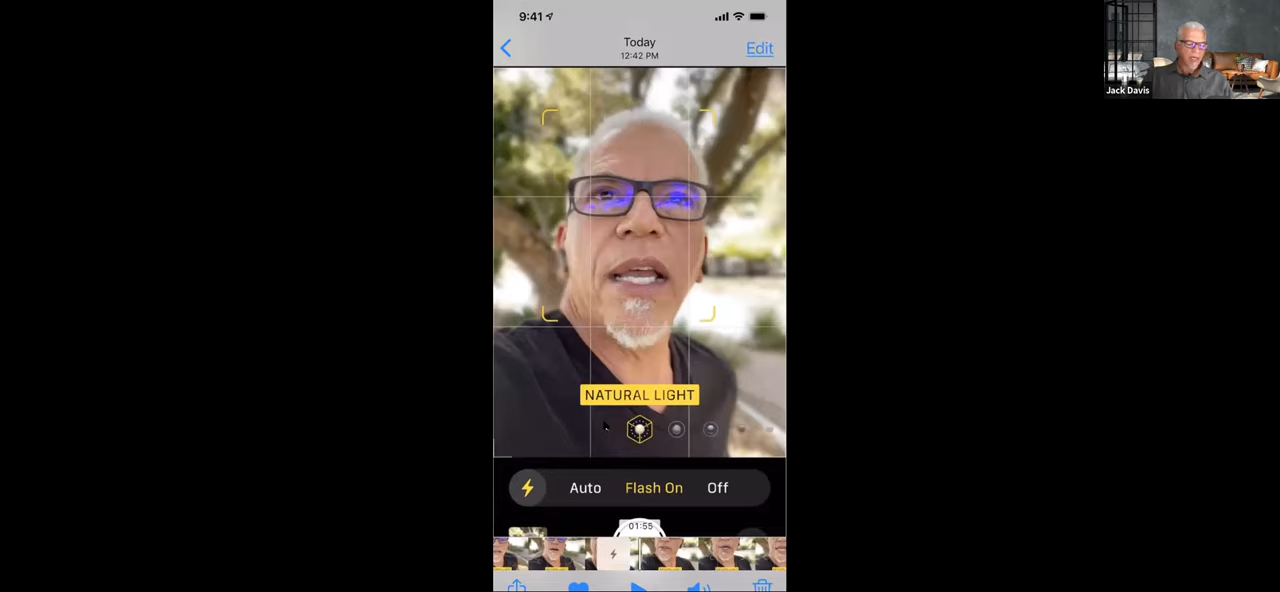 9:41
Today
12:42 PM
Edit
Jack Davis
NATURAL LIGHT
Auto
Flash On
Off
01:55